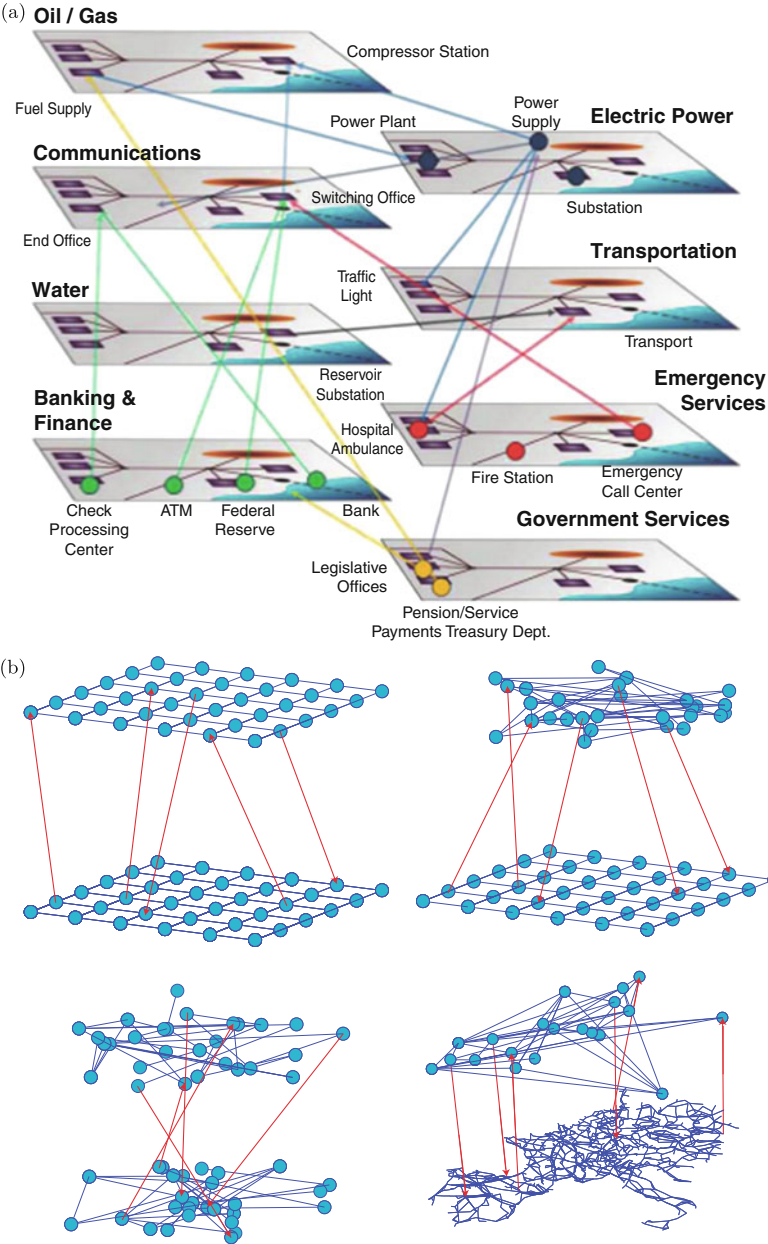 (a)
Oil / Gas
Compressor Station
Fuel Supply
Power Plant
Power
Supply
Electric Power
Communications
Switching Office
Substation
End Office
Transportation
Water
Traffic
Light
Transport
Reservoir
Substation
Emergency
Services
Banking &
Finance
Hospital
Ambulance
Fire Station
Emergency
Call Center
Check
Processing
Center
ATM
Federal
Reserve
Bank
Government Services
Legislative
Offices
Pension/Service
Payments Treasury Dept.
(b)